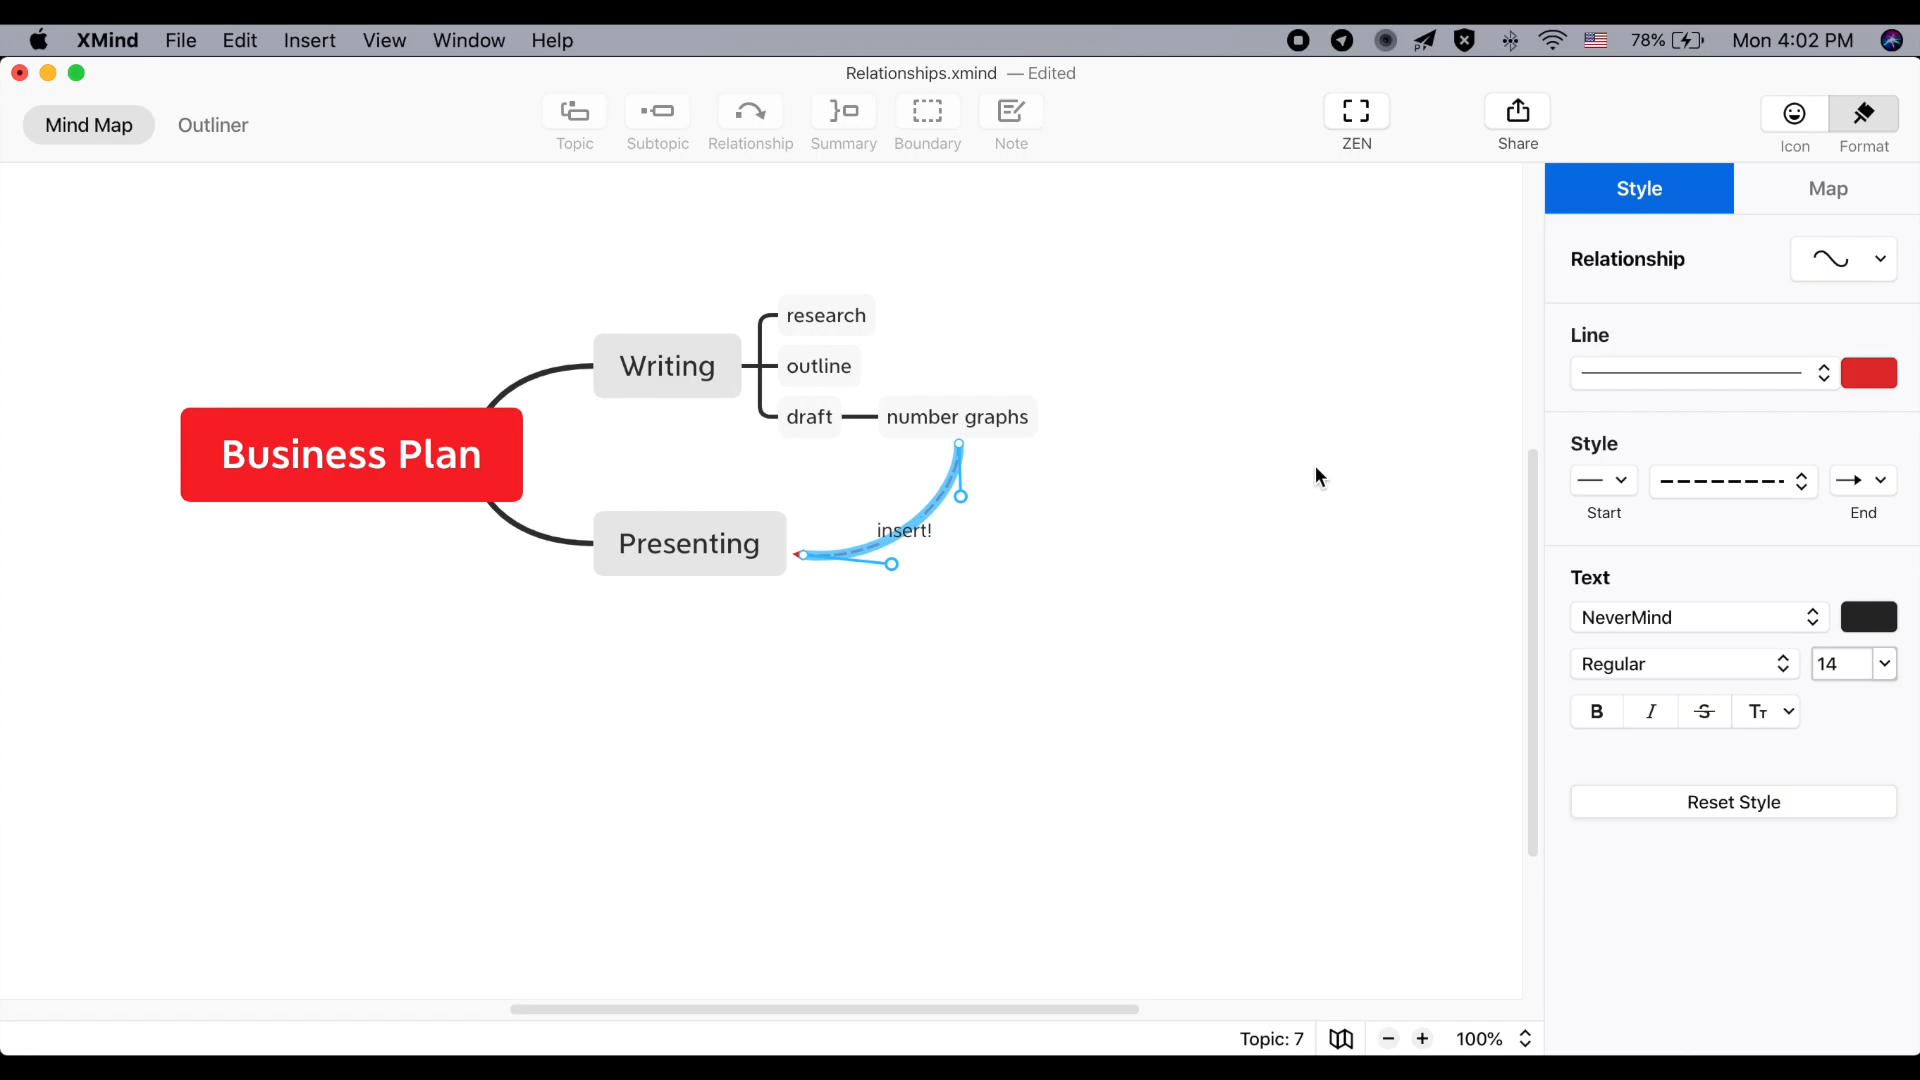 XMind File Edit Insert View Window Help 78% Mon 4:02 PM
Relationships.xmind — Edited
Mind Map Outliner
Topic Subtopic Relationship Summary Boundary Note ZEN Share Icon Format
Style Map
Relationship
Line
Style
Start End
Text
NeverMind
Regular 14
B I S TT
Reset Style
Business Plan
Writing
research
outline
draft
number graphs
insert!
Presenting
Topic: 7 100%